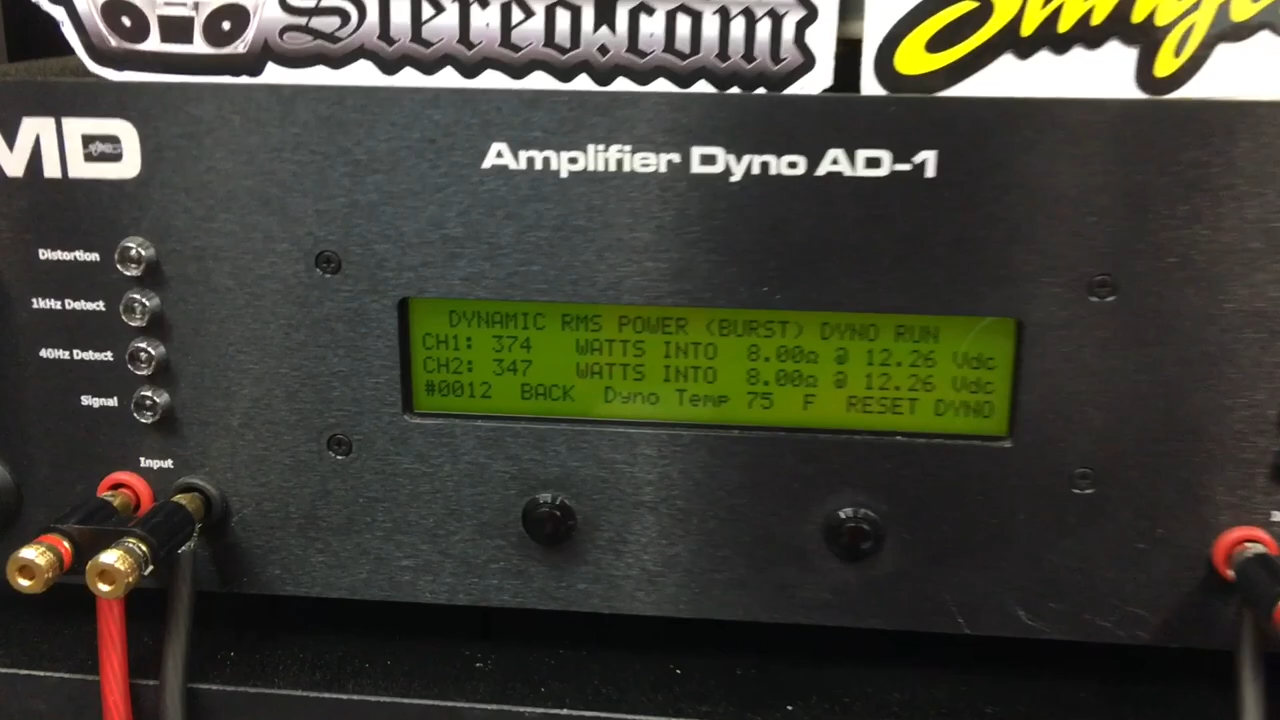 Stereo.com
MD
Amplifier Dyno AD-1
Distortion
1kHz Detect
40Hz Detect
Signal
Input
DYNAMIC RMS POWER (BURST) DYNO RUN
CH1: 374 WATTS INTO 8.00Ω @ 12.26 Vdc
CH2: 347 WATTS INTO 8.00Ω @ 12.26 Vdc
#0012 BACK Dyno Temp 75 F RESET DYNO